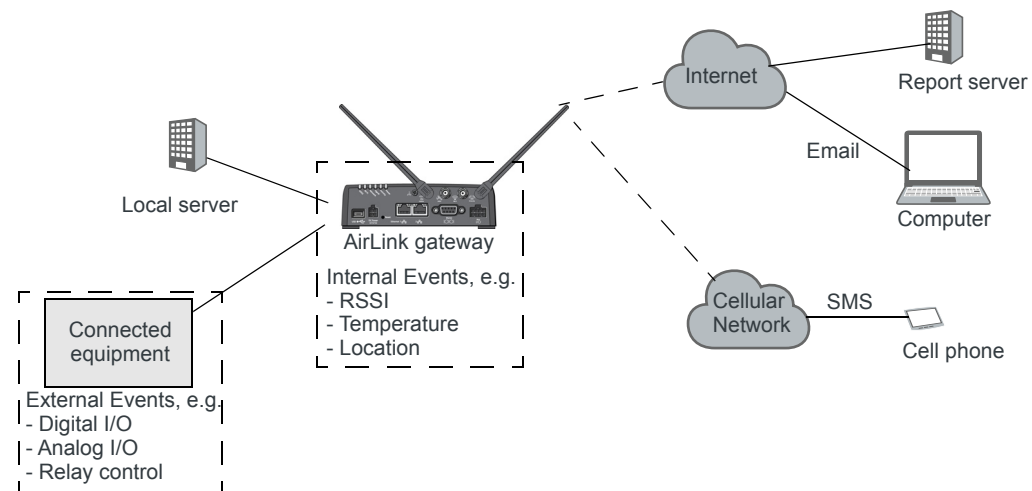 Internet
Report server
Email
Computer
Local server
AirLink gateway
Internal Events, e.g.
- RSSI
- Temperature
- Location
Cellular
Network
SMS
Cell phone
Connected
equipment
External Events, e.g.
- Digital I/O
- Analog I/O
- Relay control